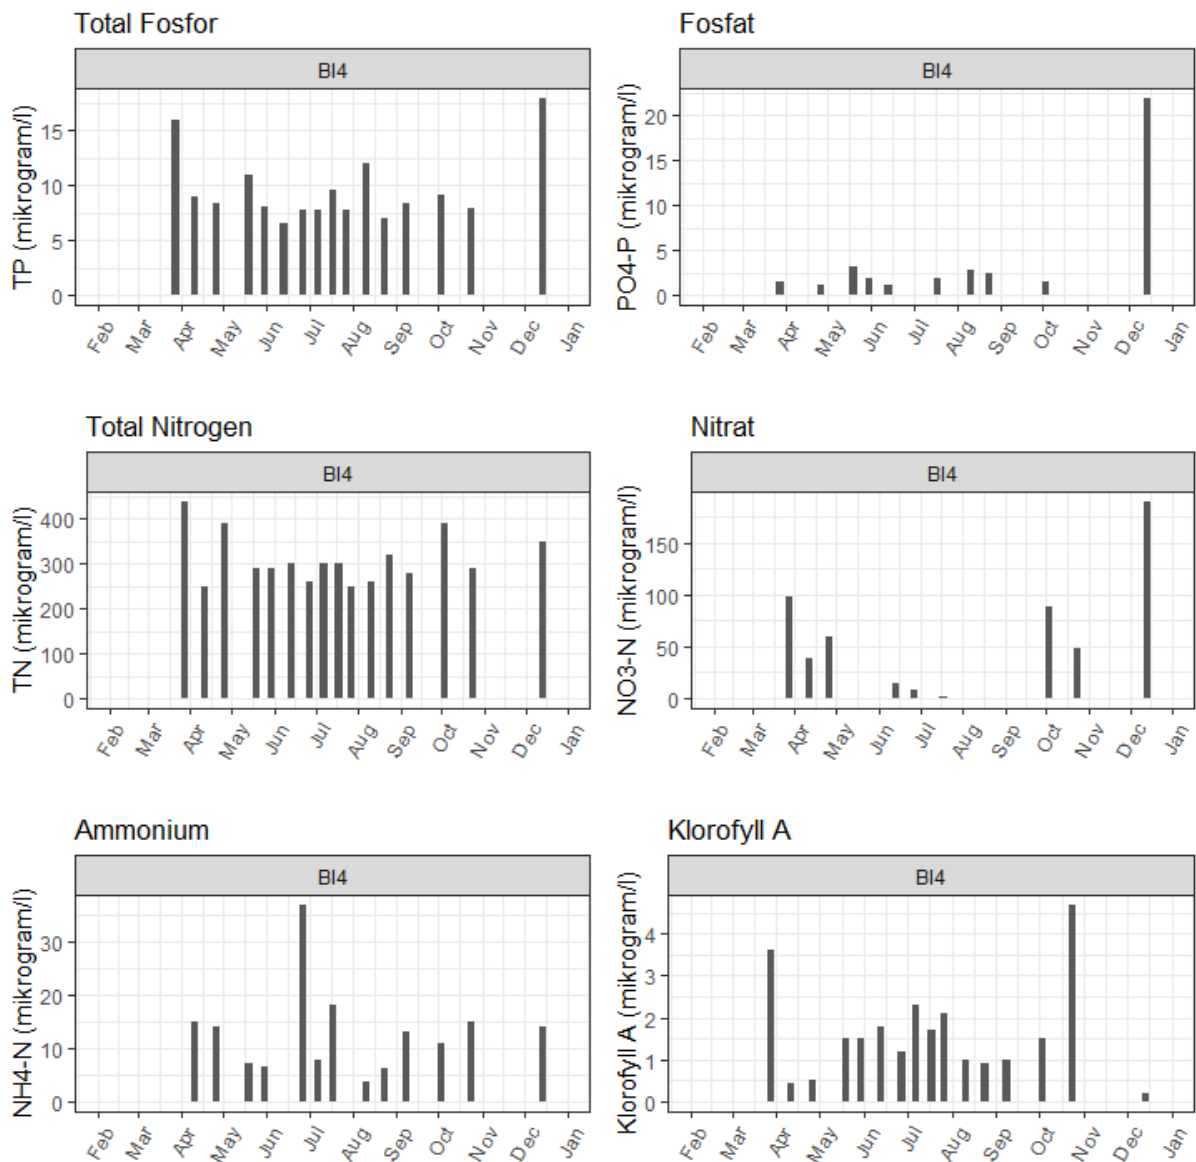 Total Fosfor
BI4
TP (mikrogram/l)
15
10
5
0
Feb Mar Apr May Jun Jul Aug Sep Oct Nov Dec Jan
Fosfat
BI4
PO4-P (mikrogram/l)
20
15
10
5
0
Feb Mar Apr May Jun Jul Aug Sep Oct Nov Dec Jan
Total Nitrogen
BI4
TN (mikrogram/l)
400
300
200
100
0
Feb Mar Apr May Jun Jul Aug Sep Oct Nov Dec Jan
Nitrat
BI4
NO3-N (mikrogram/l)
150
100
50
0
Feb Mar Apr May Jun Jul Aug Sep Oct Nov Dec Jan
Ammonium
BI4
NH4-N (mikrogram/l)
30
20
10
0
Feb Mar Apr May Jun Jul Aug Sep Oct Nov Dec Jan
Klorofyll A
BI4
Klorofyll A (mikrogram/l)
4
3
2
1
0
Feb Mar Apr May Jun Jul Aug Sep Oct Nov Dec Jan